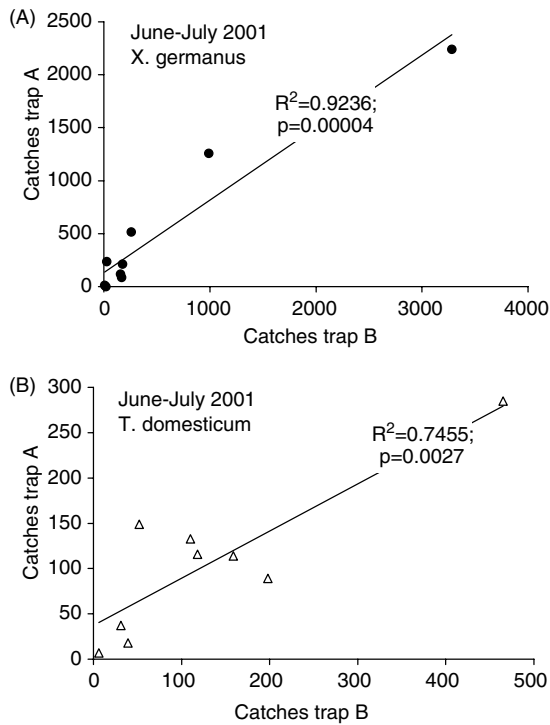 (A)
June-July 2001
X. germanus
R²=0.9236;
p=0.00004
2500
2000
1500
1000
500
0
Catches trap A
0 1000 2000 3000 4000
Catches trap B
(B)
June-July 2001
T. domesticum
R²=0.7455;
p=0.0027
300
250
200
150
100
50
0
Catches trap A
0 100 200 300 400 500
Catches trap B